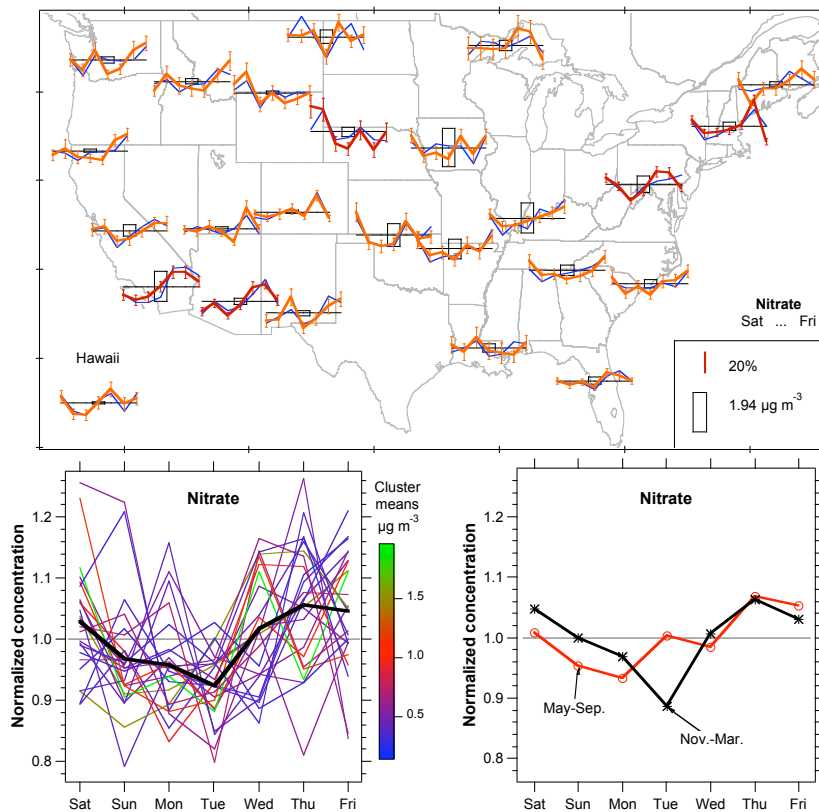 Nitrate
Sat ... Fri
Hawaii
20%
1.94 µg m-3
Nitrate
Cluster
means
µg m-3
Normalized concentration
1.2
1.1
1.0
0.9
0.8
1.5
1.0
0.5
Sat Sun Mon Tue Wed Thu Fri
Nitrate
Normalized concentration
1.2
1.1
1.0
0.9
0.8
May-Sep.
Nov.-Mar.
Sat Sun Mon Tue Wed Thu Fri